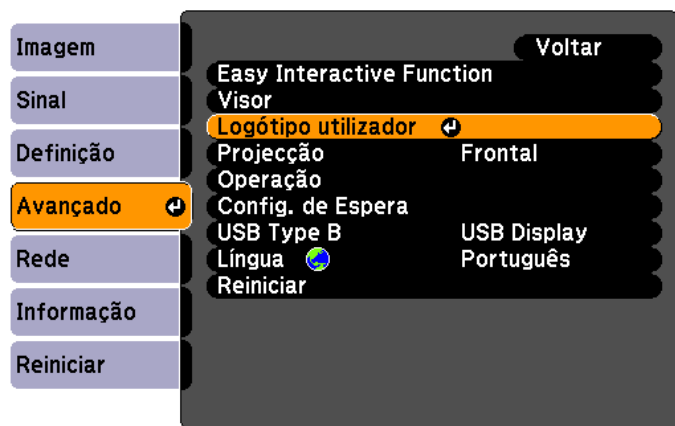 Imagem
Sinal
Definição
Avançado
Rede
Informação
Reiniciar
Voltar
Easy Interactive Function
Visor
Logótipo utilizador
Projecção Frontal
Operação
Config. de Espera
USB Type B USB Display
Língua Português
Reiniciar